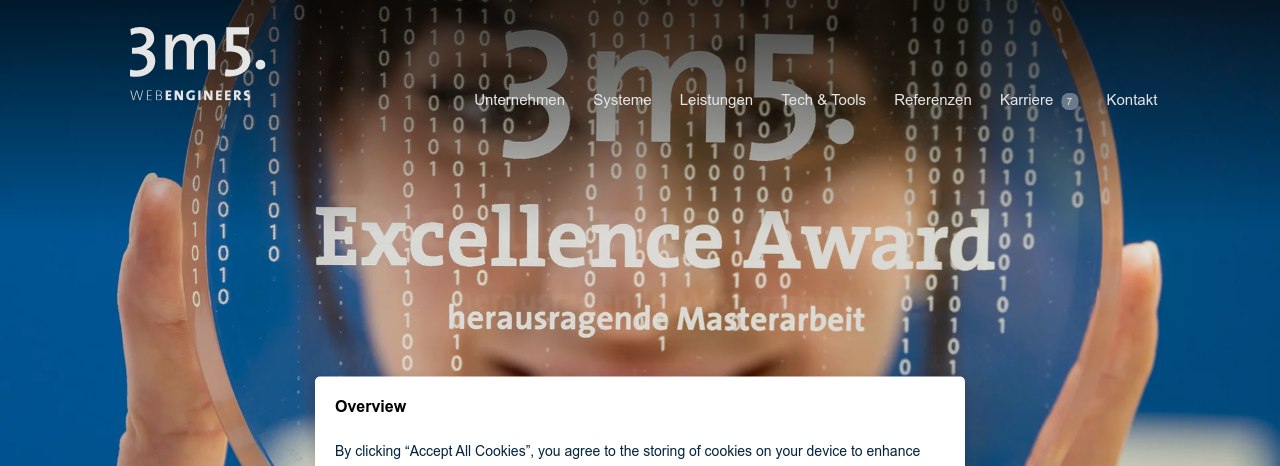 3m5.
WEBENGINEERS
3m5.
Unternehmen Systeme Leistungen Tech & Tools Referenzen Karriere 7 Kontakt
Excellence Award
herausragende Masterarbeit
Overview
By clicking “Accept All Cookies”, you agree to the storing of cookies on your device to enhance